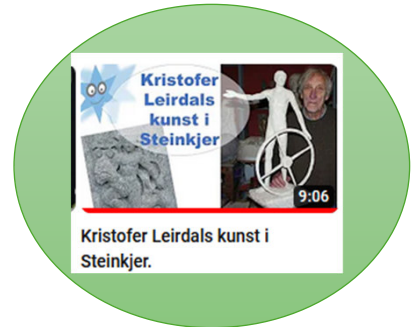 Kristofer
Leirdals
kunst i
Steinkjer
9:06
Kristofer Leirdals kunst i
Steinkjer.